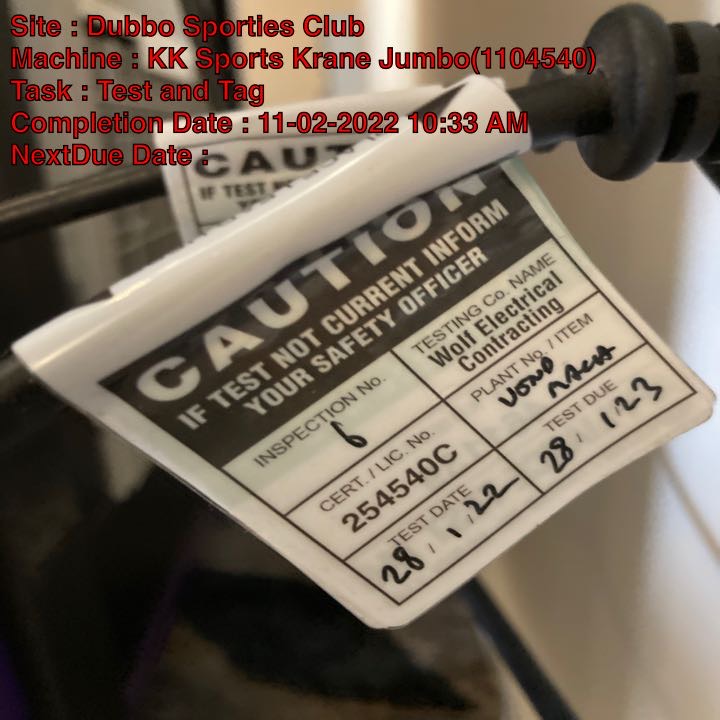 Site : Dubbo Sporties Club
Machine : KK Sports Krane Jumbo(1104540)
Task : Test and Tag
Completion Date : 11-02-2022 10:33 AM
NextDue Date :
CAUTION
IF TEST NOT CURRENT INFORM
YOUR SAFETY OFFICER
INSPECTION No.
6
TESTING Co. NAME
Wolf Electrical
Contracting
CERT. / LIC. No.
254540C
PLANT No. / ITEM
VEND
TEST DATE
28 / 1 / 22
TEST DUE
28 / 1 23